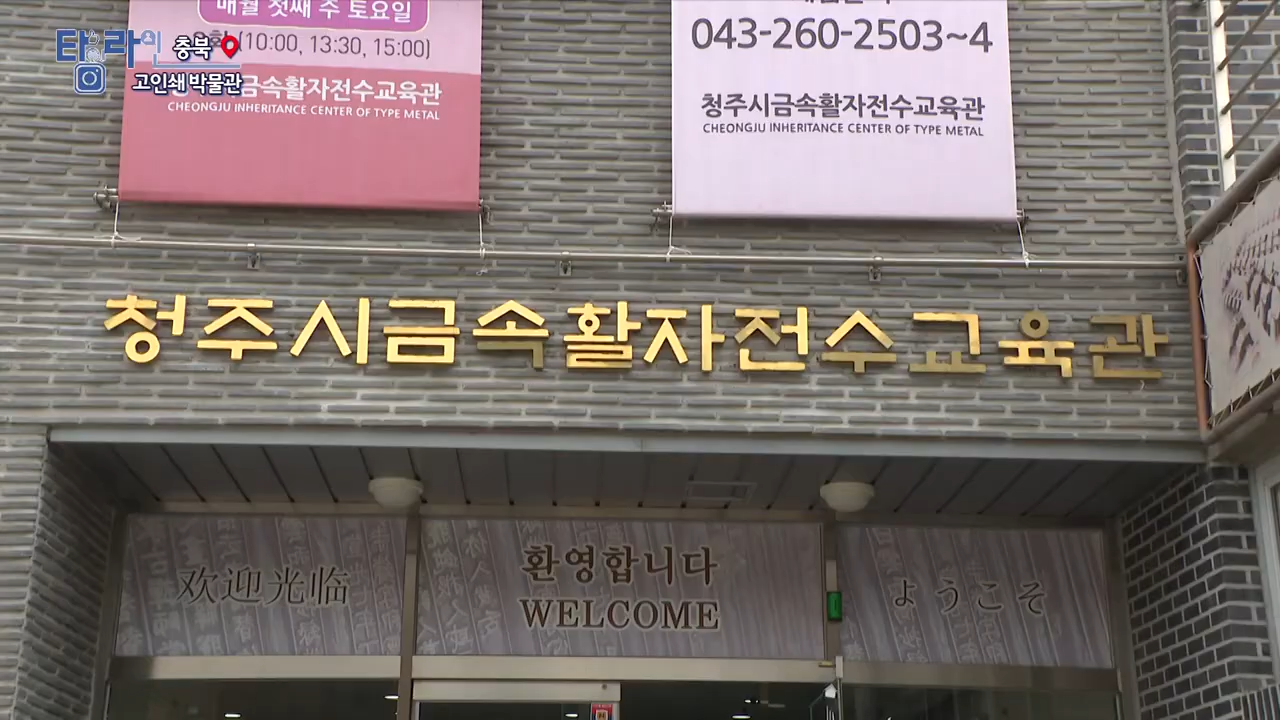 탐라인 충북
고인쇄 박물관
매월 첫째 주 토요일
(10:00, 13:30, 15:00)
금속활자전수교육관
CHEONGJU INHERITANCE CENTER OF TYPE METAL
043-260-2503~4
청주시금속활자전수교육관
CHEONGJU INHERITANCE CENTER OF TYPE METAL
청주시금속활자전수교육관
欢迎光临
환영합니다
WELCOME
ようこそ